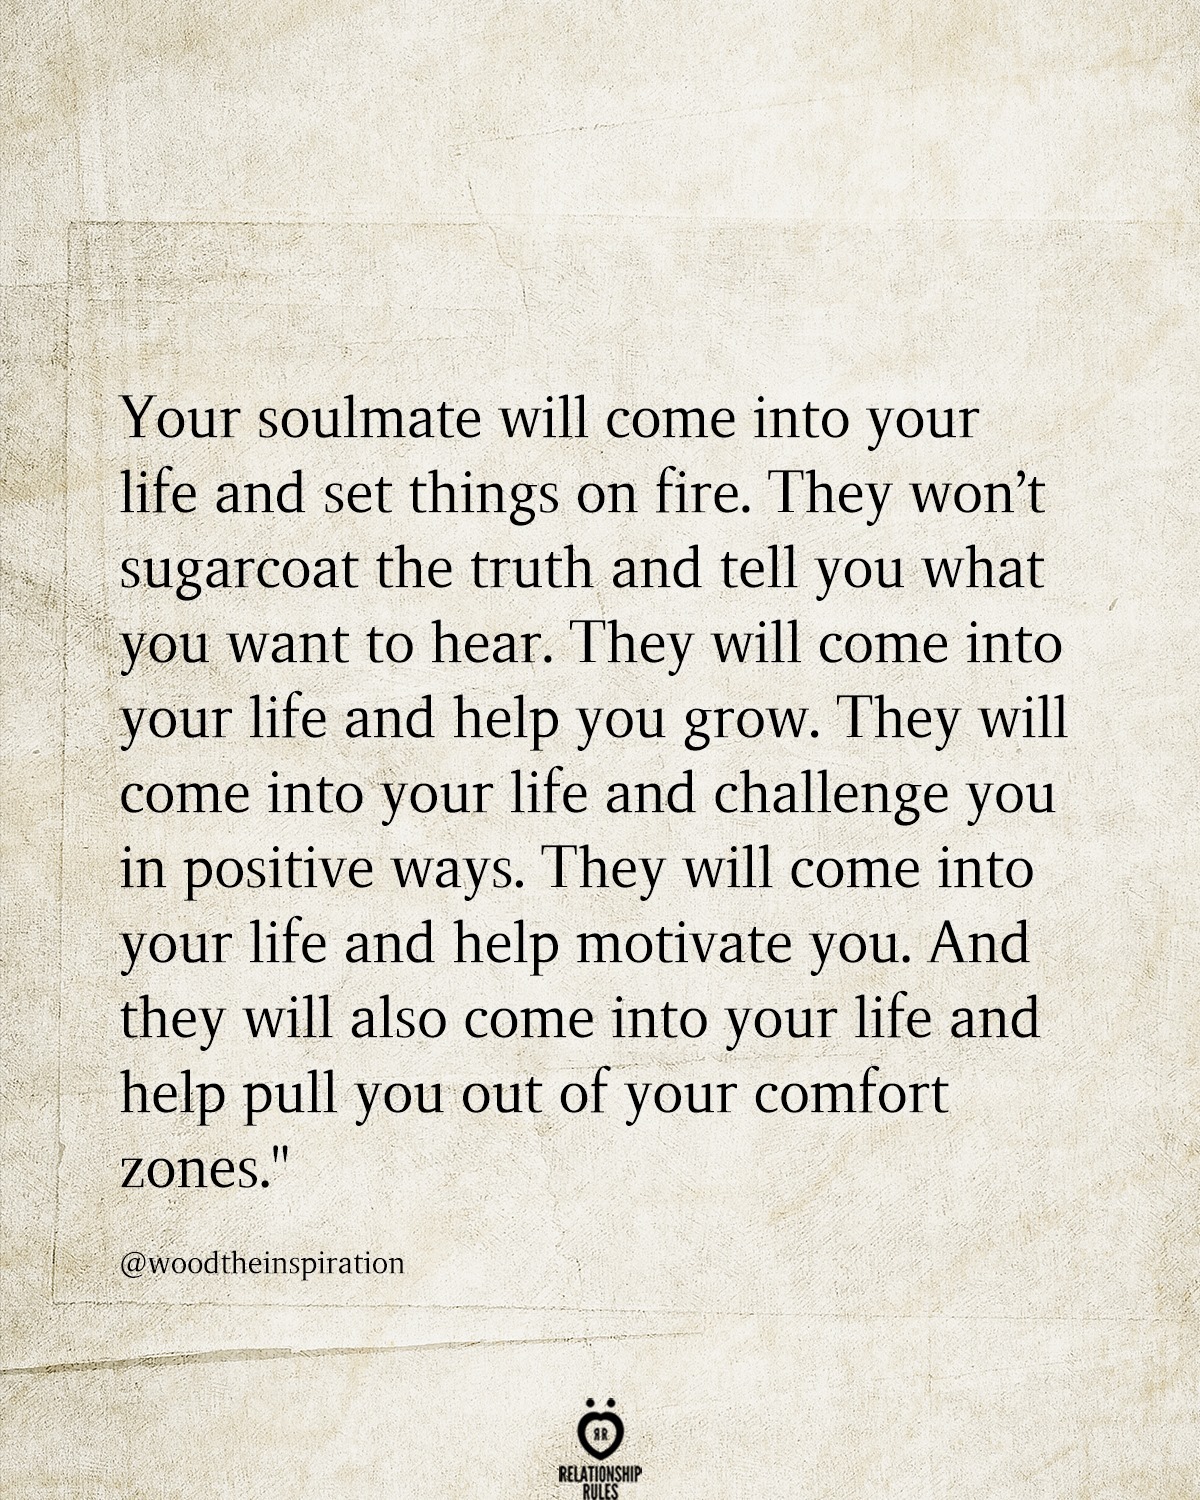 Your soulmate will come into your
life and set things on fire. They won’t
sugarcoat the truth and tell you what
you want to hear. They will come into
your life and help you grow. They will
come into your life and challenge you
in positive ways. They will come into
your life and help motivate you. And
they will also come into your life and
help pull you out of your comfort
zones."
@woodtheinspiration
RR
RELATIONSHIP
RULES